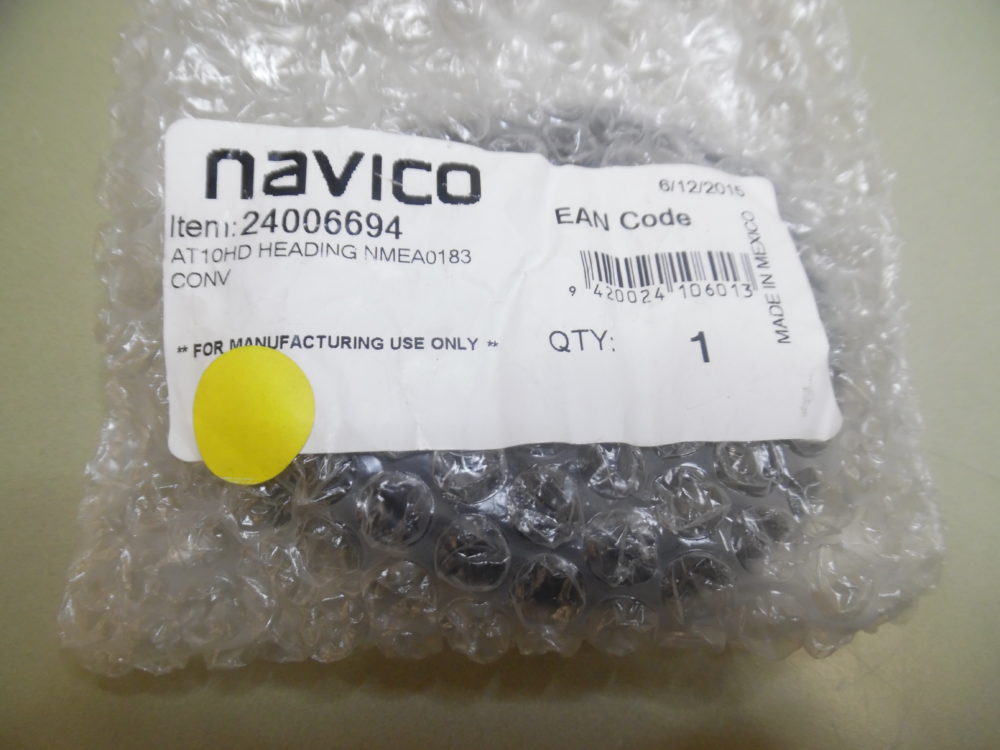 navico
Item: 24006694
AT10HD HEADING NMEA0183
CONV
** FOR MANUFACTURING USE ONLY **
6/12/2015
EAN Code
9 420024 106013
QTY: 1
MADE IN MEXICO